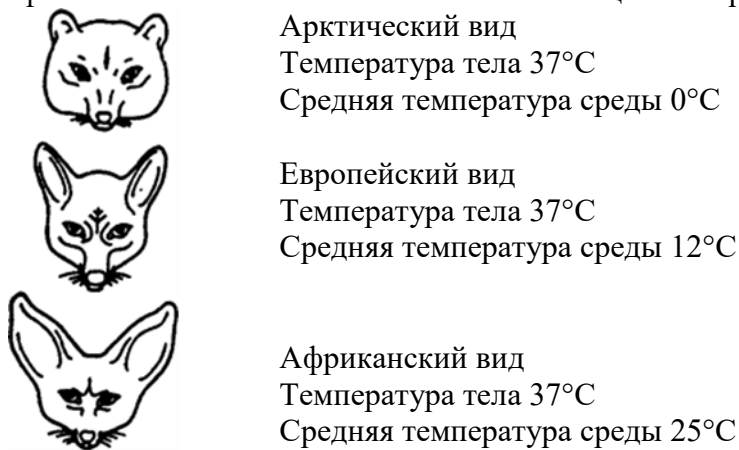 Арктический вид
Температура тела 37°C
Средняя температура среды 0°C
Европейский вид
Температура тела 37°C
Средняя температура среды 12°C
Африканский вид
Температура тела 37°C
Средняя температура среды 25°C